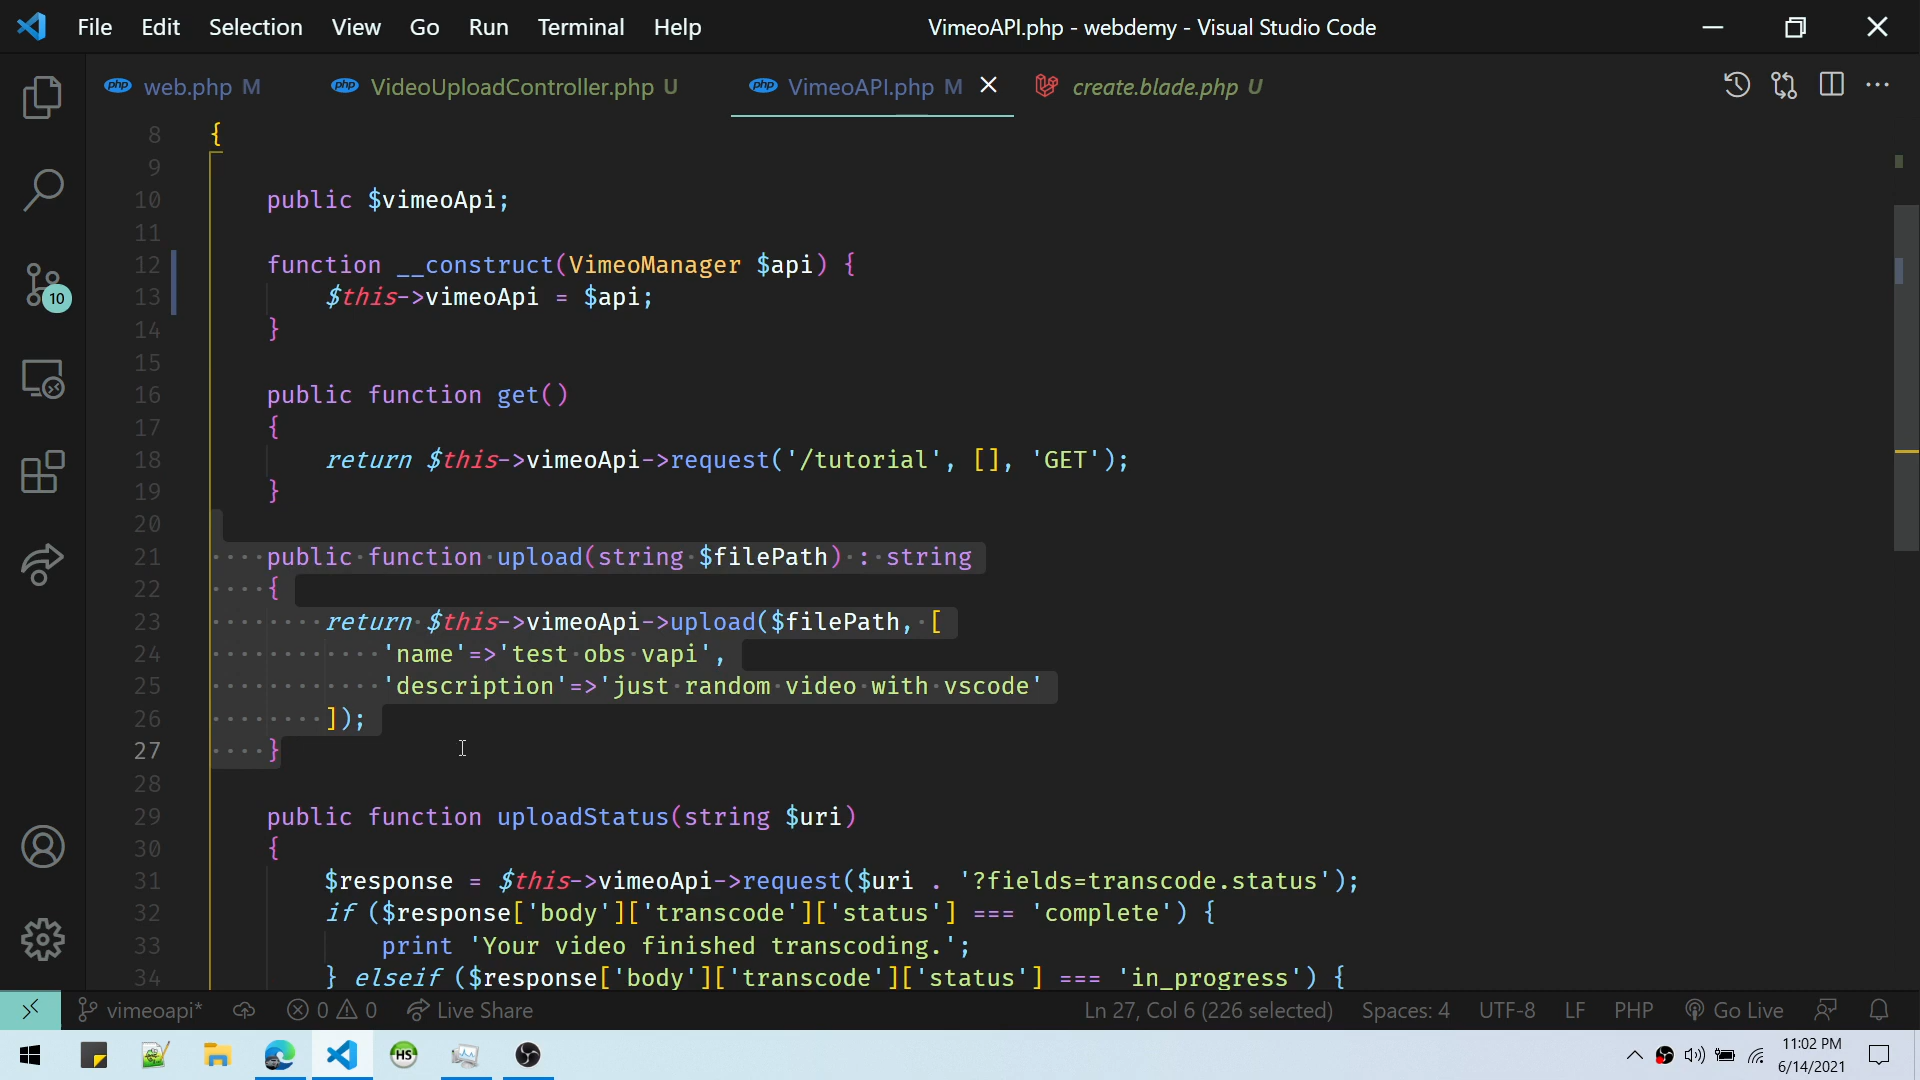 File Edit Selection View Go Run Terminal Help VimeoAPI.php - webdemy - Visual Studio Code
php web.php M php VideoUploadController.php U php VimeoAPI.php M create.blade.php U
8 {
9
10 public $vimeoApi;
11
12 function __construct(VimeoManager $api) {
13 $this->vimeoApi = $api;
14 }
15
16 public function get()
17 {
18 return $this->vimeoApi->request('/tutorial', [], 'GET');
19 }
20
21 public function upload(string $filePath) : string
22 {
23 return $this->vimeoApi->upload($filePath, [
24 'name'=>'test obs vapi',
25 'description'=>'just random video with vscode'
26 ]);
27 }
28
29 public function uploadStatus(string $uri)
30 {
31 $response = $this->vimeoApi->request($uri . '?fields=transcode.status');
32 if ($response['body']['transcode']['status'] === 'complete') {
33 print 'Your video finished transcoding.';
34 } elseif ($response['body']['transcode']['status'] === 'in_progress') {
10
vimeoapi* 0 0 Live Share Ln 27, Col 6 (226 selected) Spaces: 4 UTF-8 LF PHP Go Live
HS
11:02 PM
6/14/2021